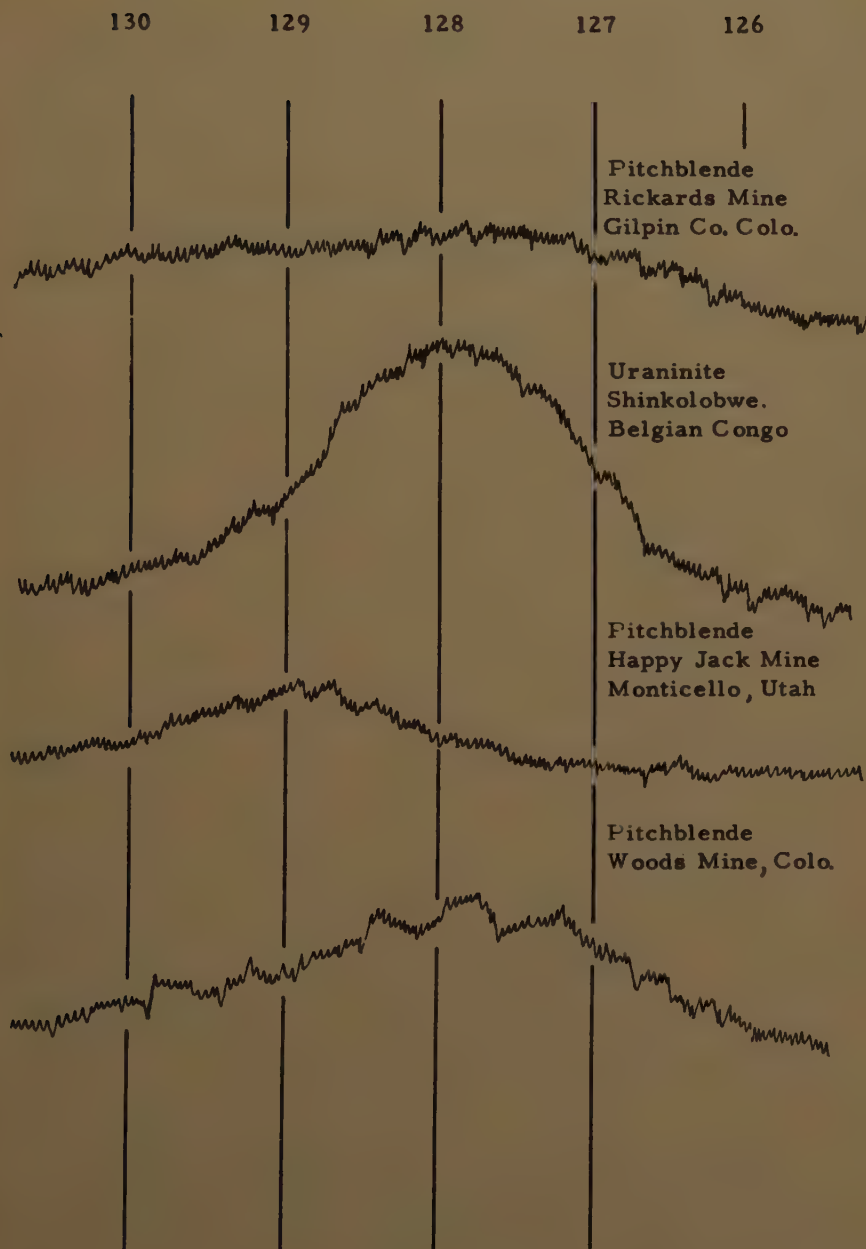 130 129 128 127 126
Pitchblende
Rickards Mine
Gilpin Co. Colo.
Uraninite
Shinkolobwe.
Belgian Congo
Pitchblende
Happy Jack Mine
Monticello, Utah
Pitchblende
Woods Mine, Colo.